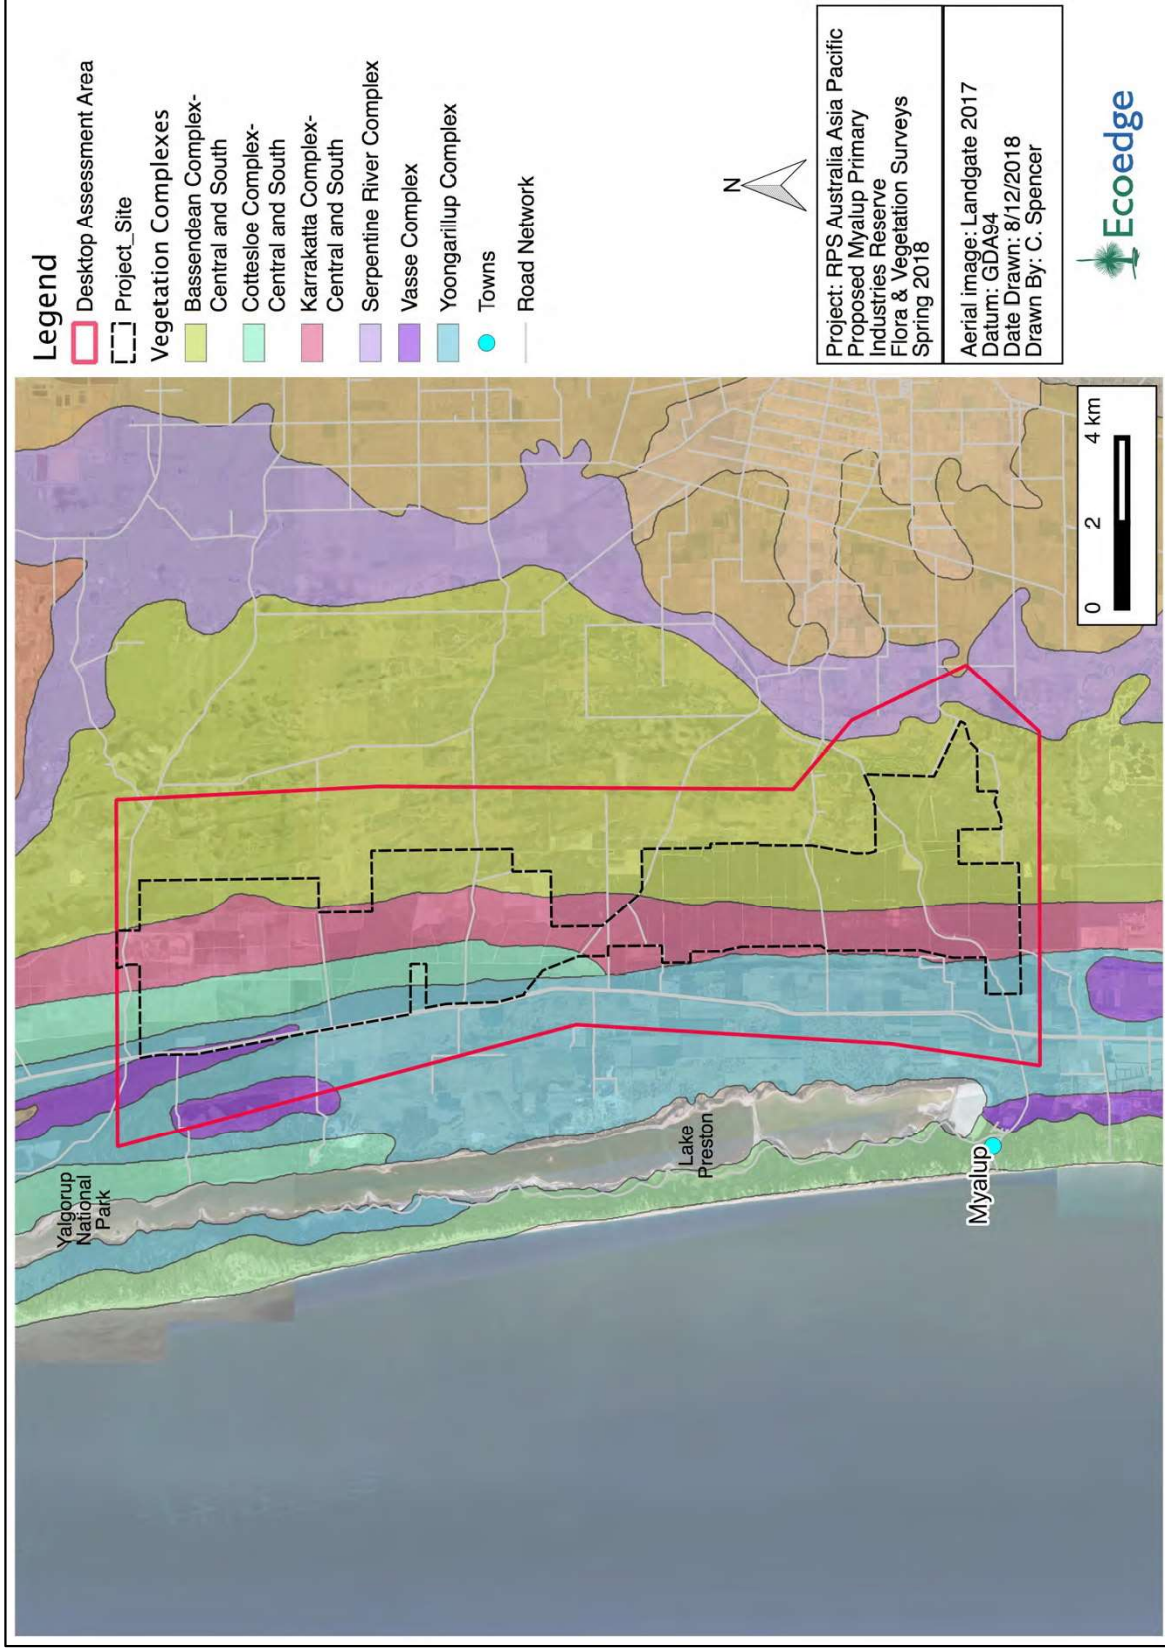 Legend
Desktop Assessment Area
Project_Site
Vegetation Complexes
Bassendean Complex-
Central and South
Cottesloe Complex-
Central and South
Karrakatta Complex-
Central and South
Serpentine River Complex
Vasse Complex
Yoongarillup Complex
Towns
Road Network
N
Project: RPS Australia Asia Pacific
Proposed Myalup Primary
Industries Reserve
Flora & Vegetation Surveys
Spring 2018
Aerial image: Landgate 2017
Datum: GDA94
Date Drawn: 8/12/2018
Drawn By: C. Spencer
Ecoedge
Yalgorup
National
Park
Lake
Preston
Myalup
0 2 4 km